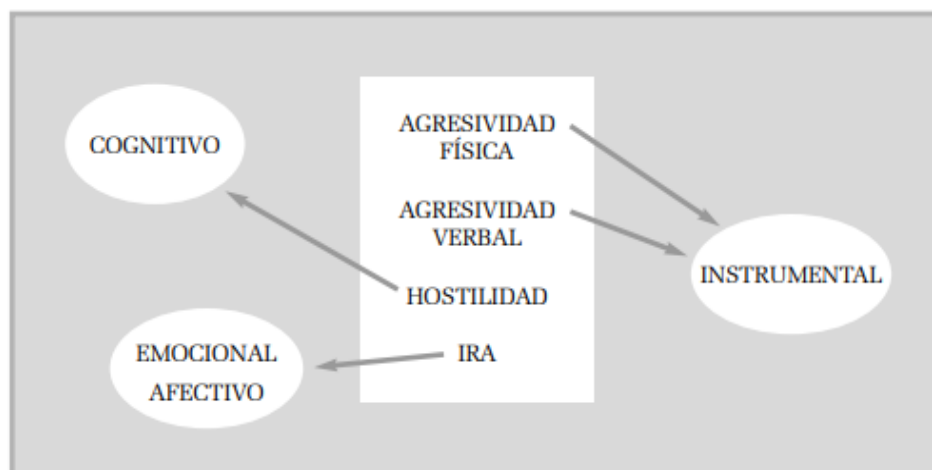 COGNITIVO
AGRESIVIDAD
FÍSICA
AGRESIVIDAD
VERBAL
HOSTILIDAD
IRA
EMOCIONAL
AFECTIVO
INSTRUMENTAL